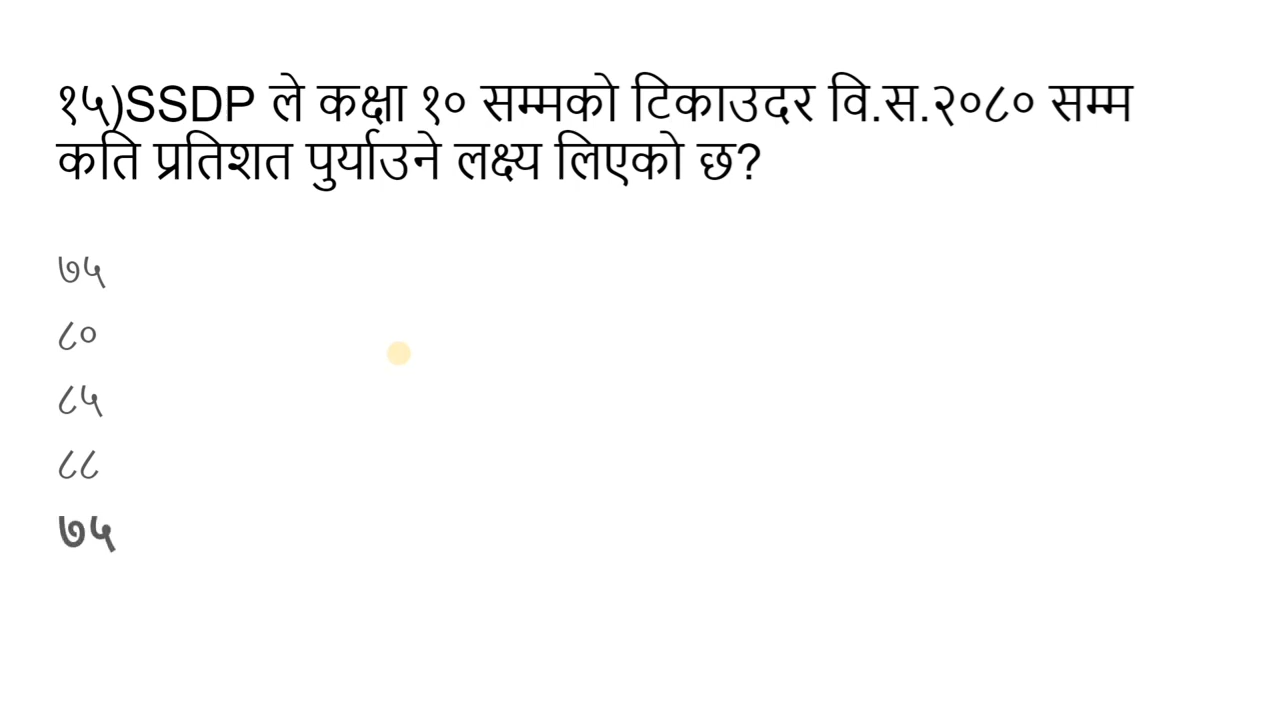 १५)SSDP ले कक्षा १० सम्मको टिकाउदर वि.स.२०८० सम्म
कति प्रतिशत पुर्याउने लक्ष्य लिएको छ?
७५
८०
८५
८८
७५